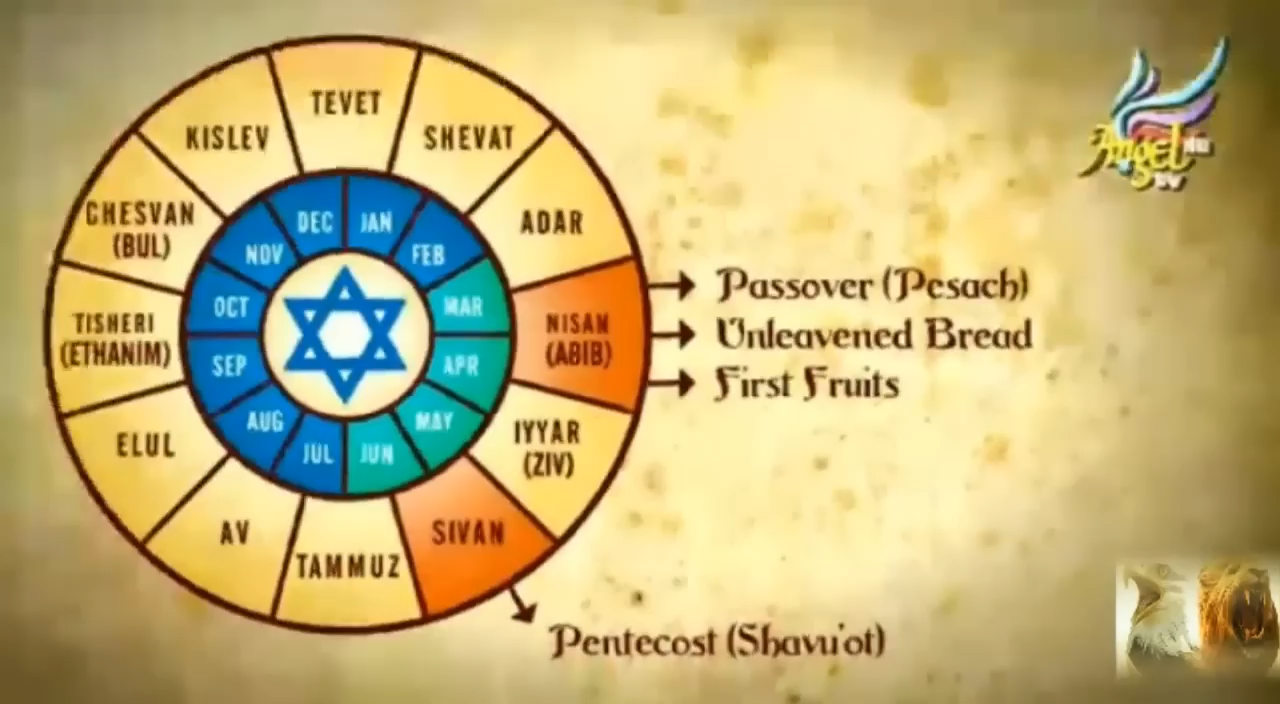 TEVET
SHEVAT
ADAR
NISAN
(ABIB)
IYYAR
(ZIV)
SIVAN
TAMMUZ
AV
ELUL
TISHERI
(ETHANIM)
CHESVAN
(BUL)
KISLEV
JAN
FEB
MAR
APR
MAY
JUN
JUL
AUG
SEP
OCT
NOV
DEC
Passover (Pesach)
Unleavened Bread
First Fruits
Pentecost (Shavu'ot)
Angel
TV